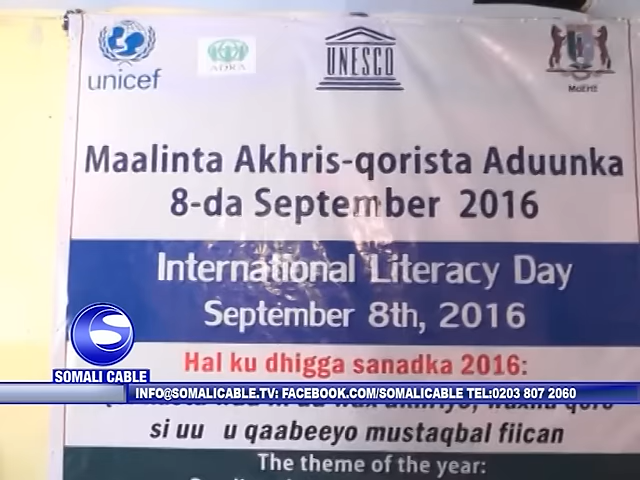 unicef
ADRA
UNESCO
MoEHE
Maalinta Akhris-qorista Aduunka
8-da September 2016
International Literacy Day
September 8th, 2016
Hal ku dhigga sanadka 2016:
SOMALI CABLE
INFO@SOMALICABLE.TV: FACEBOOK.COM/SOMALICABLE TEL:0203 807 2060
si uu u qaabeeyo mustaqbal fiican
The theme of the year: